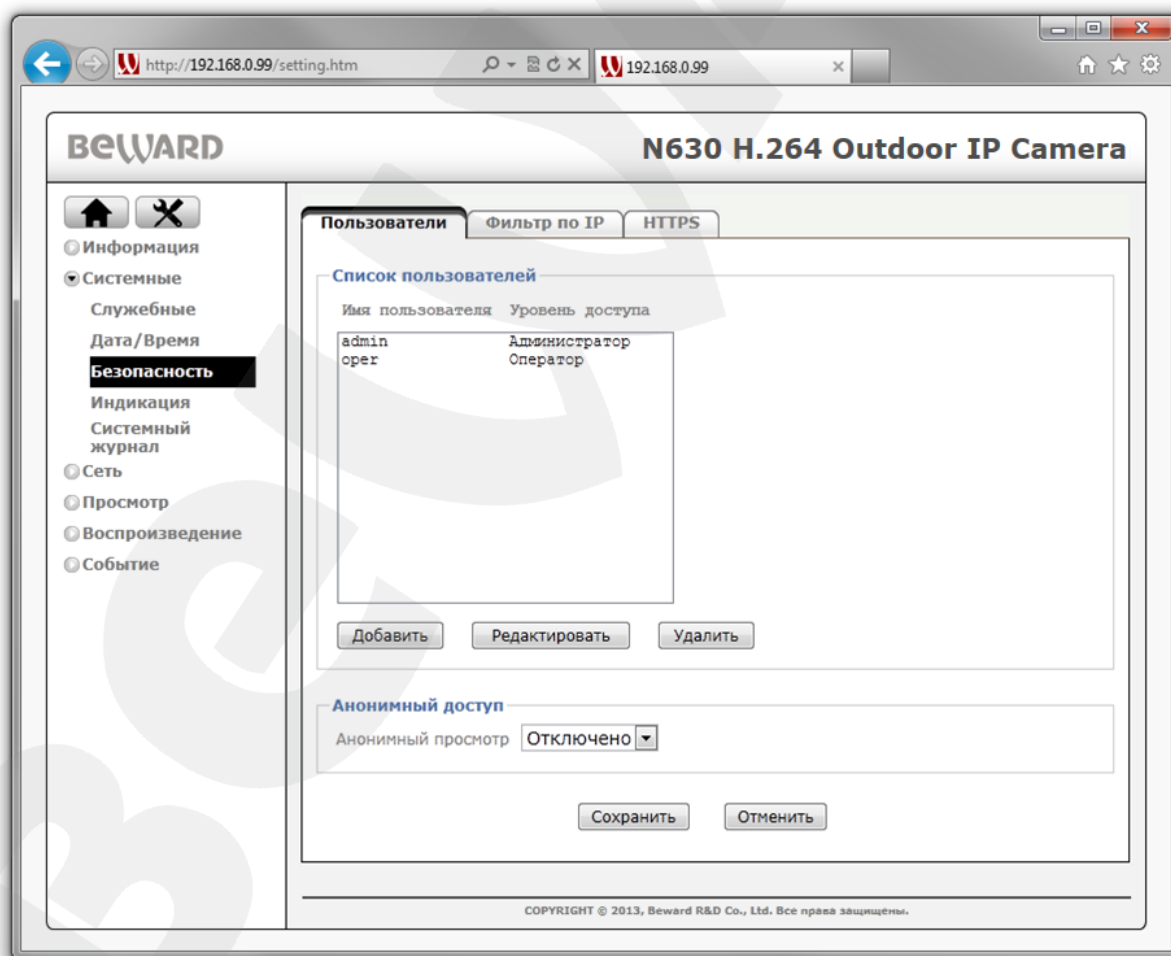 http://192.168.0.99/setting.htm
192.168.0.99
BEWARD
N630 H.264 Outdoor IP Camera
Информация
Системные
Служебные
Дата/Время
Безопасность
Индикация
Системный
журнал
Сеть
Просмотр
Воспроизведение
Событие
Пользователи Фильтр по IP HTTPS
Список пользователей
Имя пользователя Уровень доступа
admin Администратор
oper Оператор
Добавить Редактировать Удалить
Анонимный доступ
Анонимный просмотр Отключено
Сохранить Отменить
COPYRIGHT © 2013, Beward R&D Co., Ltd. Все права защищены.